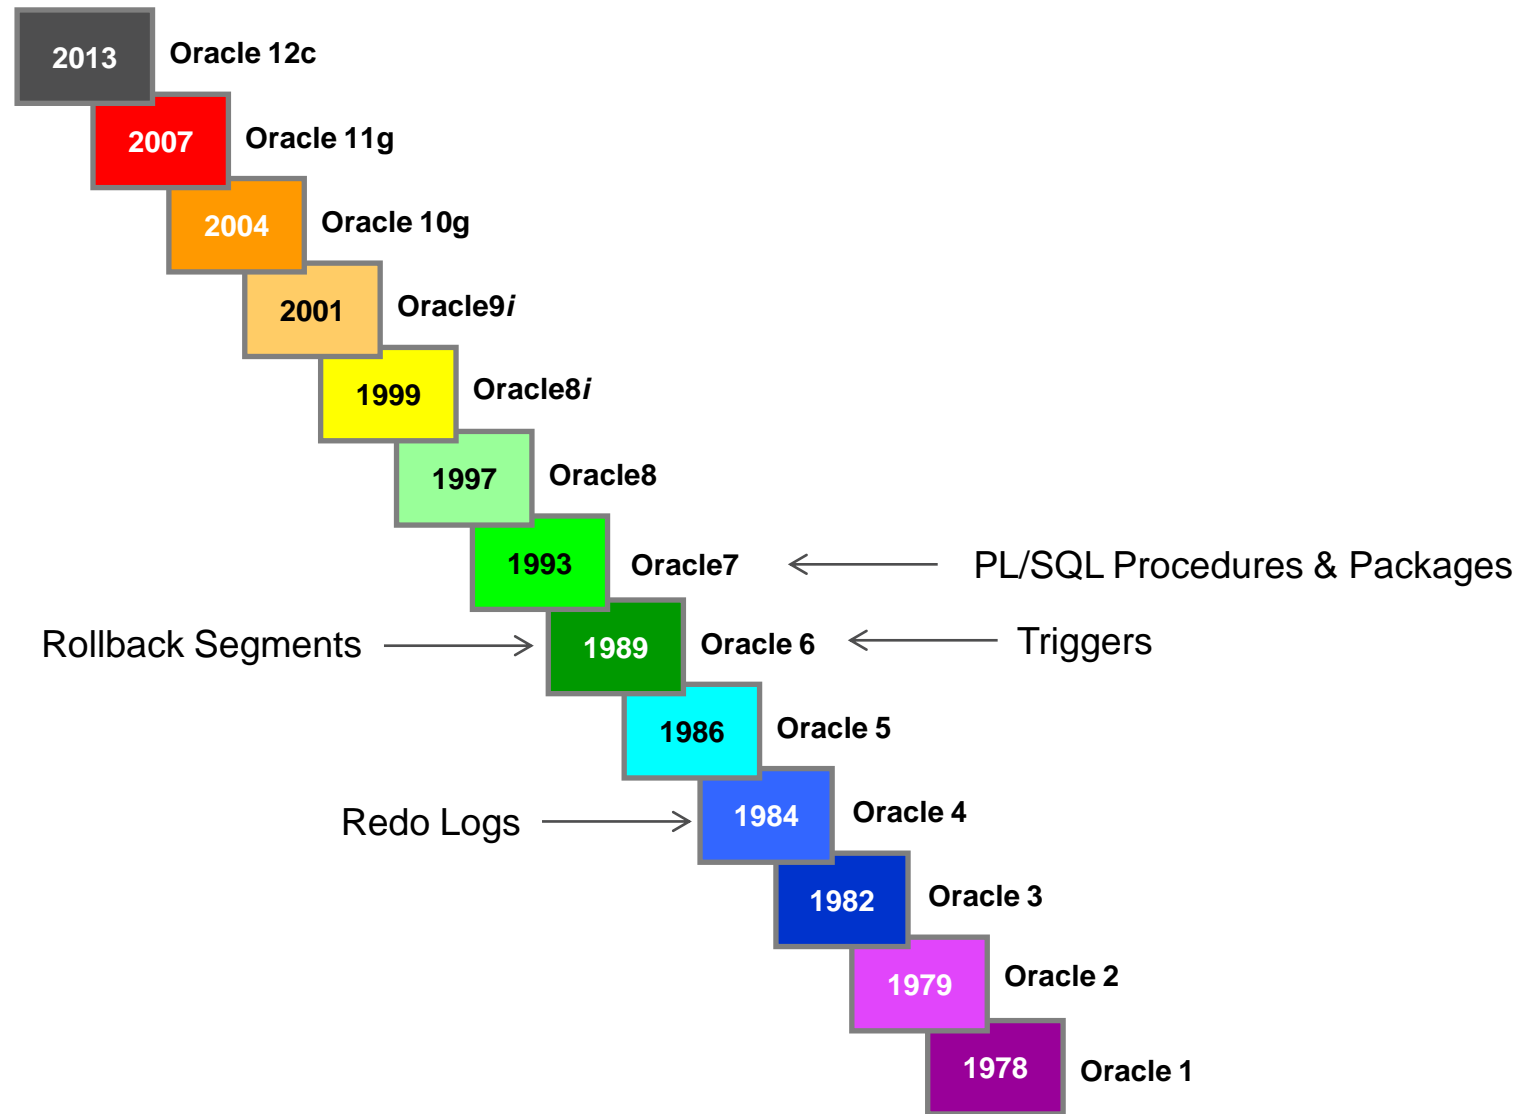 2013 Oracle 12c
2007 Oracle 11g
2004 Oracle 10g
2001 Oracle9i
1999 Oracle8i
1997 Oracle8
1993 Oracle7 PL/SQL Procedures & Packages
Rollback Segments 1989 Oracle 6 Triggers
1986 Oracle 5
Redo Logs 1984 Oracle 4
1982 Oracle 3
1979 Oracle 2
1978 Oracle 1